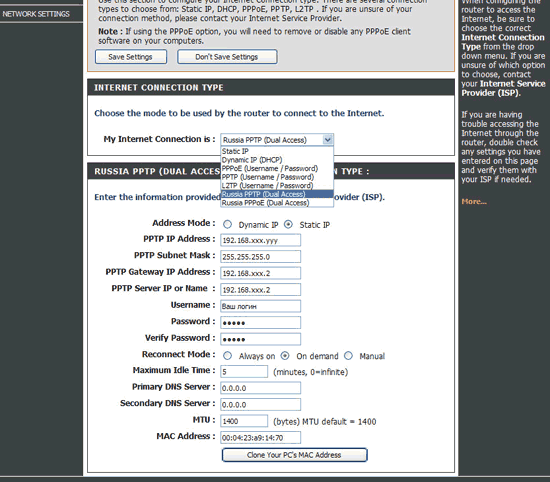 NETWORK SETTINGS
Use this section to configure your Internet Connection type. There are several connection
types to choose from: Static IP, DHCP, PPPoE, PPTP, L2TP . If you are unsure of your
connection method, please contact your Internet Service Provider.
Note : If using the PPPoE option, you will need to remove or disable any PPPoE client
software on your computers.
Save Settings Don't Save Settings
INTERNET CONNECTION TYPE
Choose the mode to be used by the router to connect to the Internet.
My Internet Connection is : Russia PPTP (Dual Access)
Static IP
Dynamic IP (DHCP)
PPPoE (Username / Password)
PPTP (Username / Password)
L2TP (Username / Password)
Russia PPTP (Dual Access)
Russia PPPoE (Dual Access)
RUSSIA PPTP (DUAL ACCES ON TYPE :
Enter the information provided ovider (ISP).
Address Mode : Dynamic IP Static IP
PPTP IP Address : 192.168.xxx.yyy
PPTP Subnet Mask : 255.255.255.0
PPTP Gateway IP Address : 192.168.xxx.2
PPTP Server IP or Name : 192.168.xxx.2
Username : Ваш логин
Password : •••••
Verify Password : •••••
Reconnect Mode : Always on On demand Manual
Maximum Idle Time : 5 (minutes, 0=infinite)
Primary DNS Server : 0.0.0.0
Secondary DNS Server : 0.0.0.0
MTU : 1400 (bytes) MTU default = 1400
MAC Address : 00:04:23:a9:14:70
Clone Your PC's MAC Address
When configuring the
router to access the
Internet, be sure to
choose the correct
Internet Connection
Type from the drop
down menu. If you are
unsure of which option
to choose, contact
your Internet Service
Provider (ISP).
If you are having
trouble accessing the
Internet through the
router, double check
any settings you have
entered on this page
and verify them with
your ISP if needed.
More...